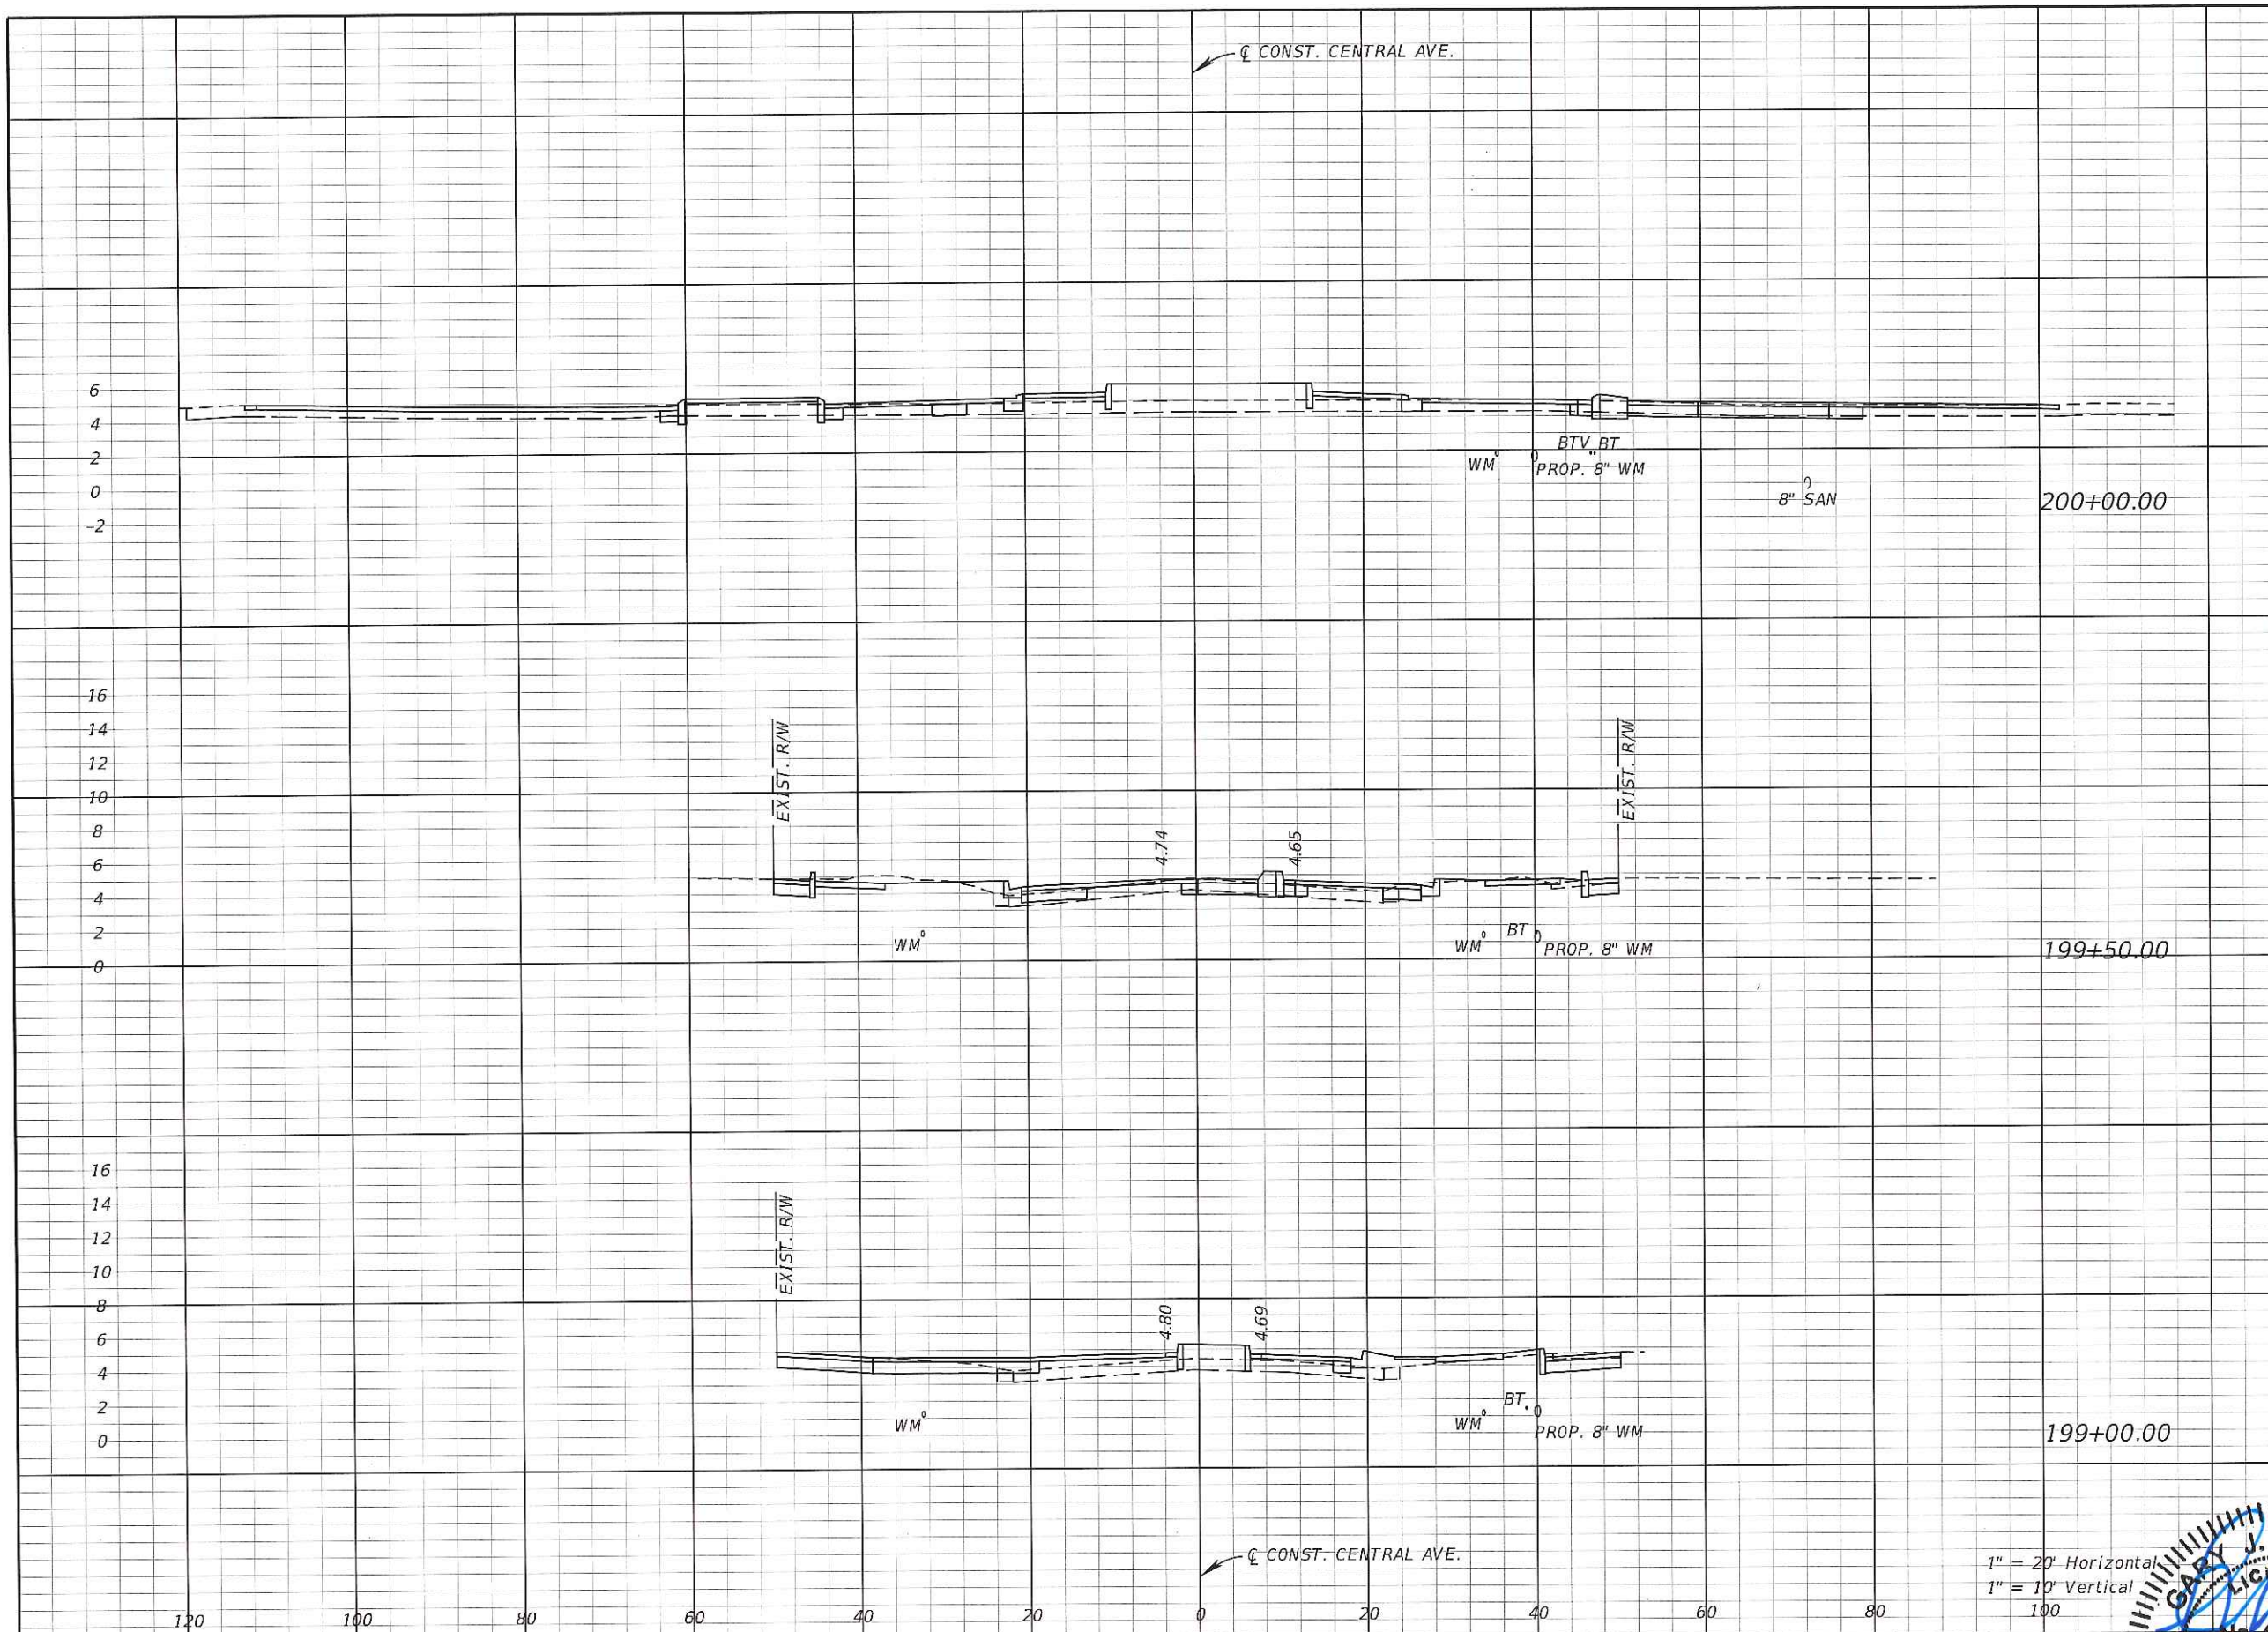 ℄ CONST. CENTRAL AVE.
6
4
2
0
-2
BTV BT
WM
PROP. 8" WM
8" SAN
200+00.00
16
14
12
10
8
6
4
2
0
EXIST. R/W
EXIST. R/W
4.74
4.65
WM
WM
BT
PROP. 8" WM
199+50.00
16
14
12
10
8
6
4
2
0
EXIST. R/W
4.80
4.69
WM
WM
BT
PROP. 8" WM
199+00.00
℄ CONST. CENTRAL AVE.
1" = 20' Horizontal
1" = 10' Vertical
GARY J.
120 100 80 60 40 20 0 20 40 60 80 100